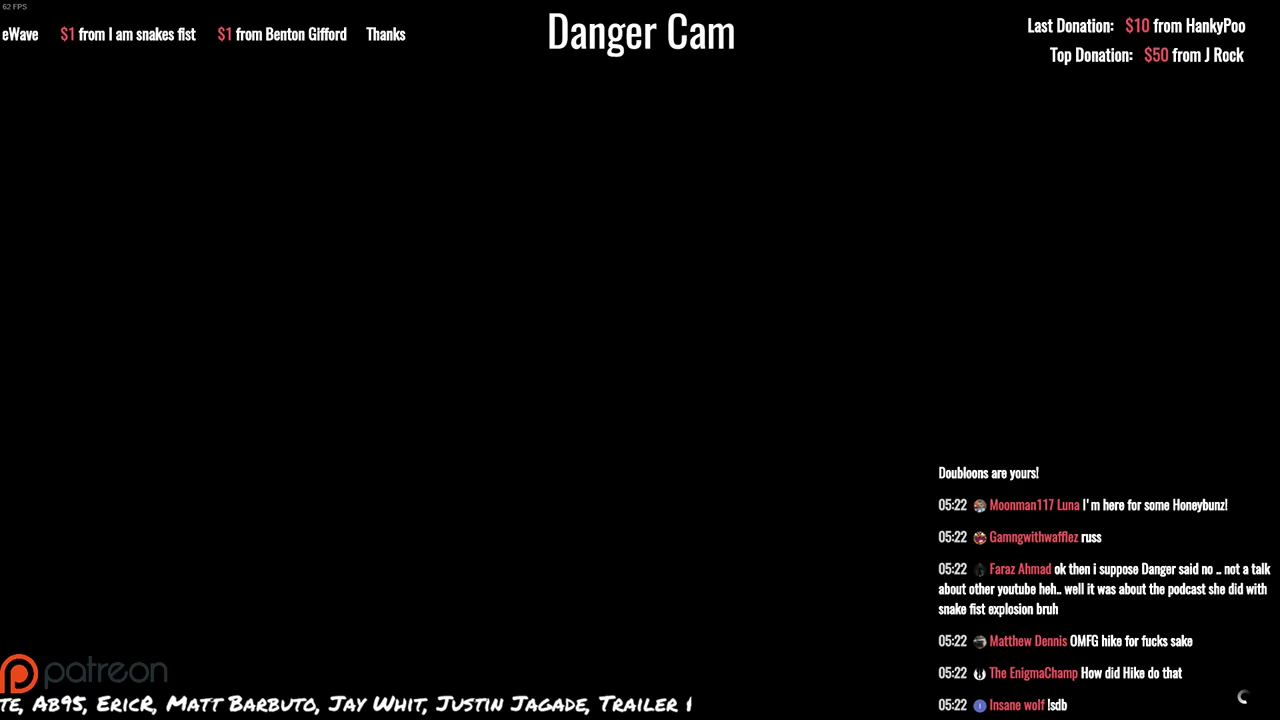 62 FPS
eWave $1 from I am snakes fist $1 from Benton Gifford Thanks
Danger Cam
Last Donation: $10 from HankyPoo
Top Donation: $50 from J Rock
Doubloons are yours!
05:22 Moonman117 Luna I'm here for some Honeybunz!
05:22 Gamngwithwafflez russ
05:22 Faraz Ahmad ok then i suppose Danger said no .. not a talk
about other youtube heh.. well it was about the podcast she did with
snake fist explosion bruh
05:22 Matthew Dennis OMFG hike for fucks sake
05:22 The EnigmaChamp How did Hike do that
05:22 Insane wolf !sdb
patreon
TE, AB95, ERICR, MATT BARBUTO, JAY WHIT, JUSTIN JAGADE, TRAILER